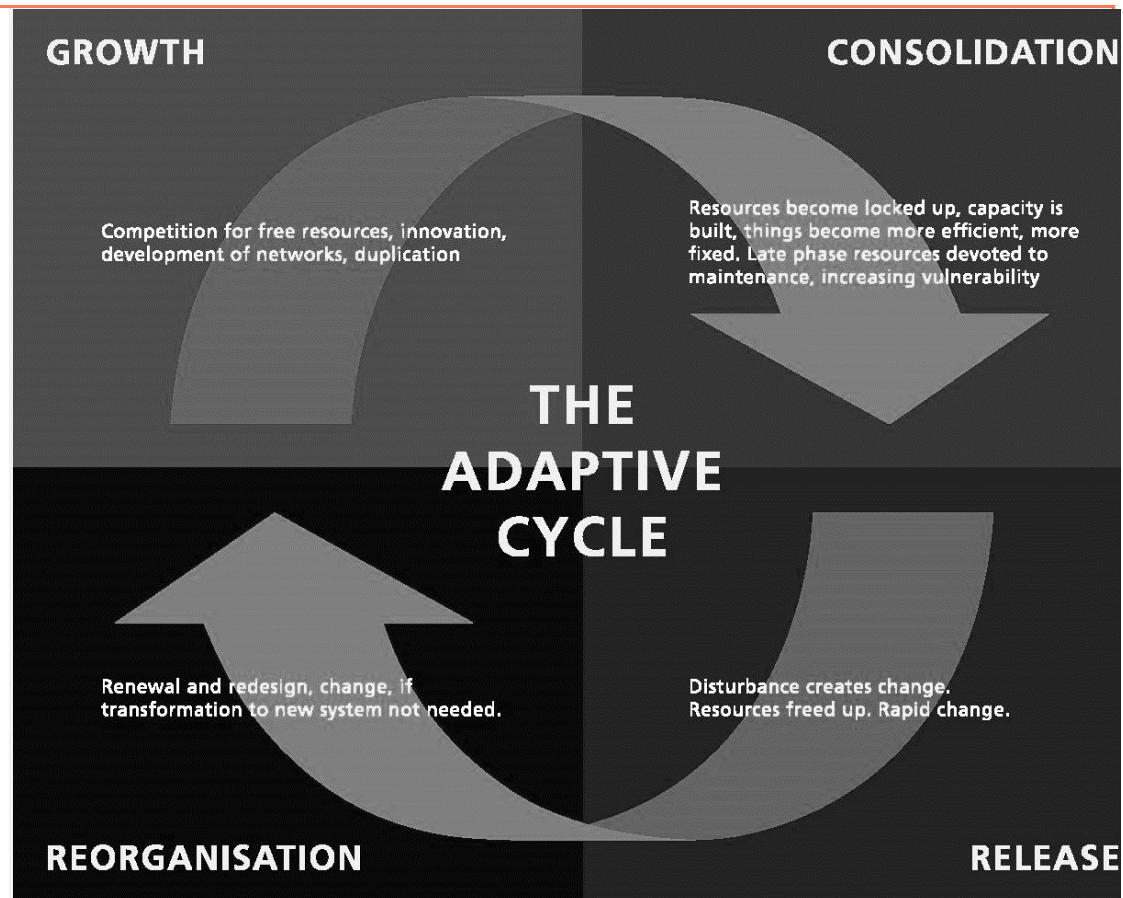 GROWTH
CONSOLIDATION
Competition for free resources, innovation,
development of networks, duplication
Resources become locked up, capacity is
built, things become more efficient, more
fixed. Late phase resources devoted to
maintenance, increasing vulnerability
THE
ADAPTIVE
CYCLE
Renewal and redesign, change, if
transformation to new system not needed.
Disturbance creates change.
Resources freed up. Rapid change.
REORGANISATION
RELEASE